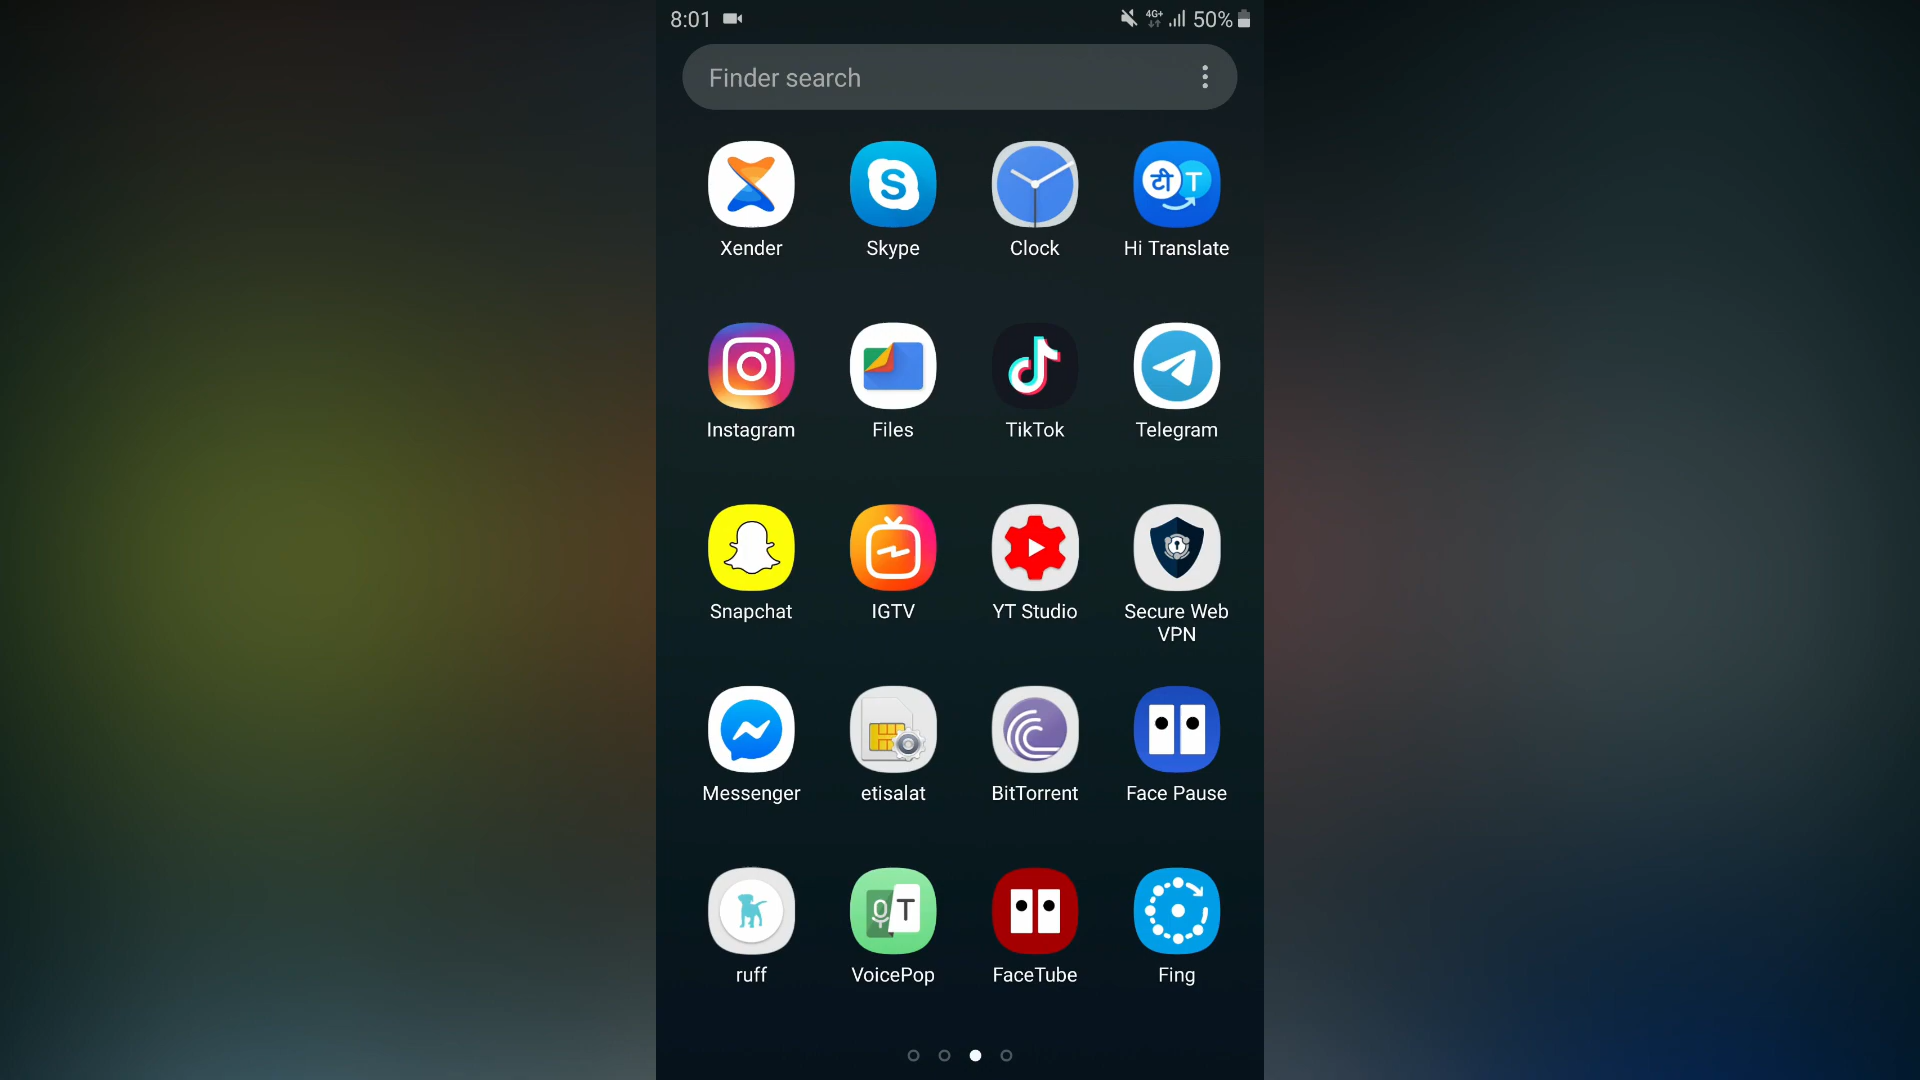 8:01
4G+ 50%
Finder search
टी T
S
Xender Skype Clock Hi Translate
Instagram Files TikTok Telegram
Snapchat IGTV YT Studio Secure Web
VPN
Messenger etisalat BitTorrent Face Pause
T
ruff VoicePop FaceTube Fing